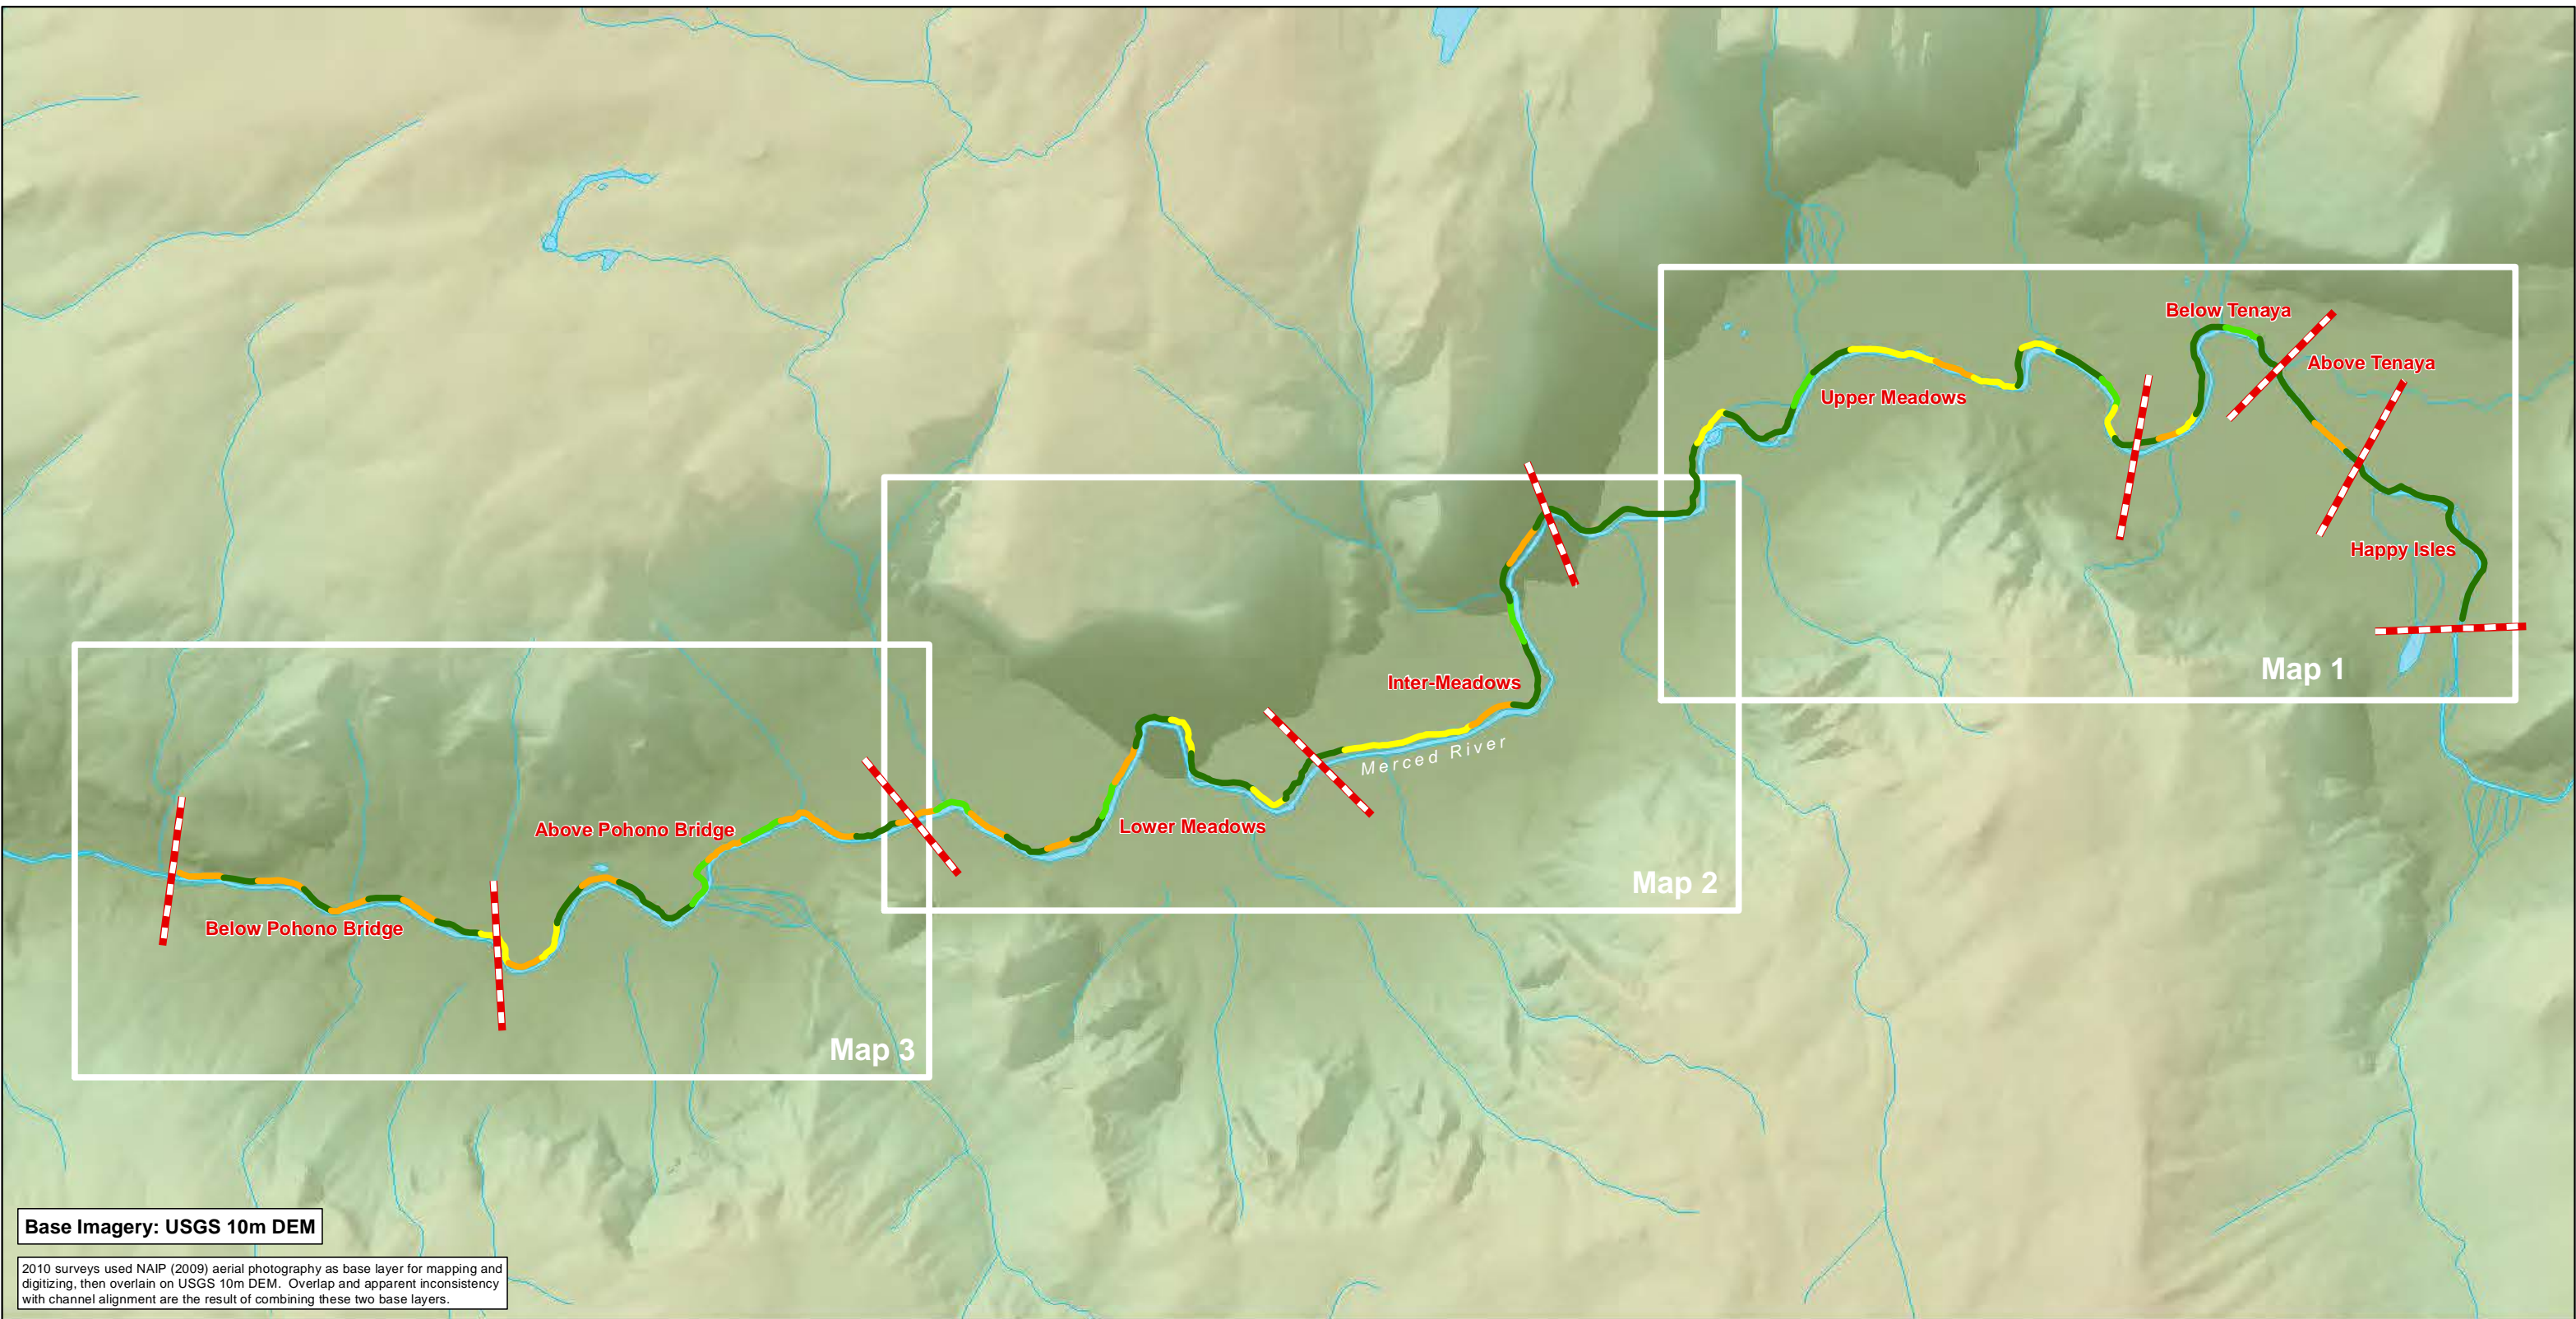 Below Tenaya
Above Tenaya
Upper Meadows
Happy Isles
Map 1
Inter-Meadows
Merced River
Lower Meadows
Above Pohono Bridge
Map 2
Below Pohono Bridge
Map 3
Base Imagery: USGS 10m DEM
2010 surveys used NAIP (2009) aerial photography as base layer for mapping and
digitizing, then overlain on USGS 10m DEM. Overlap and apparent inconsistency
with channel alignment are the result of combining these two base layers.